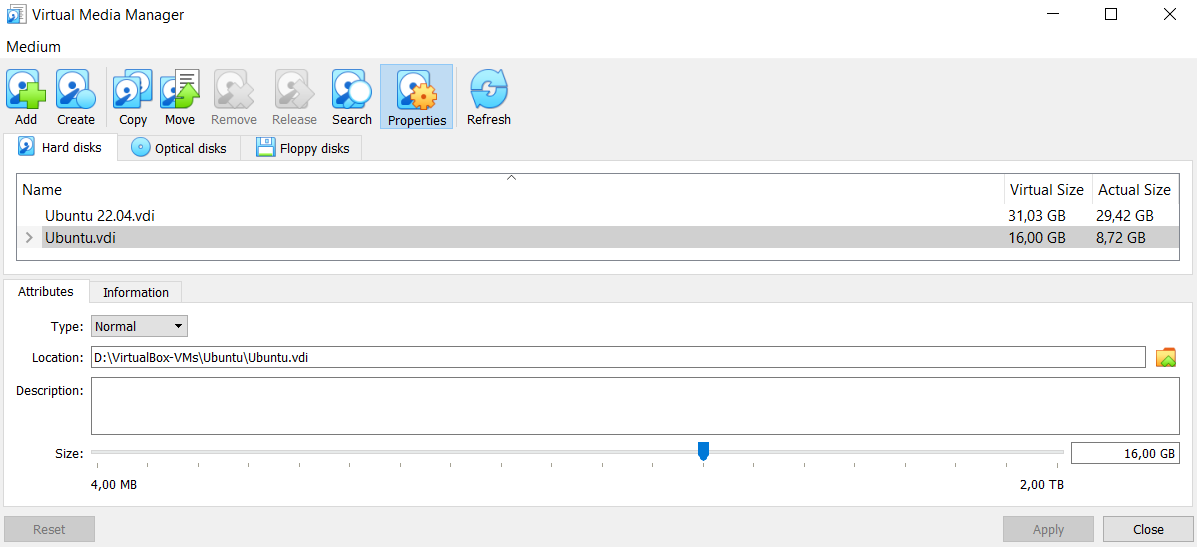 Virtual Media Manager
Medium
Add Create Copy Move Remove Release Search Properties Refresh
Hard disks Optical disks Floppy disks
Name Virtual Size Actual Size
Ubuntu 22.04.vdi 31,03 GB 29,42 GB
Ubuntu.vdi 16,00 GB 8,72 GB
Attributes Information
Type: Normal
Location: D:\VirtualBox-VMs\Ubuntu\Ubuntu.vdi
Description:
Size: 16,00 GB
4,00 MB 2,00 TB
Reset Apply Close